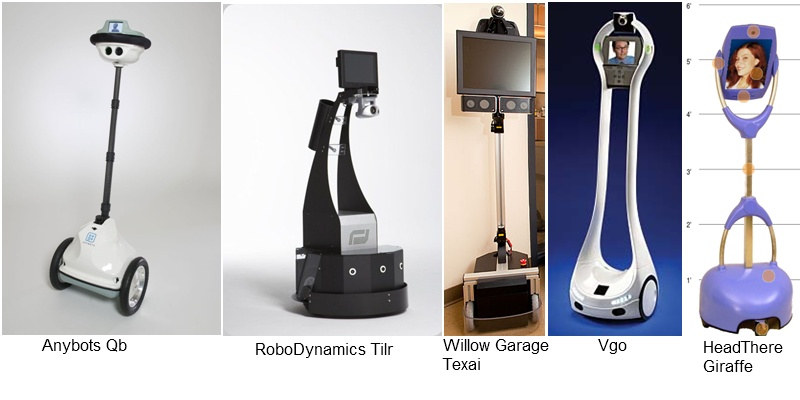 6'
5'
4'
3'
2'
1'
Anybots Qb
RoboDynamics Tilr
Willow Garage
Texai
Vgo
HeadThere
Giraffe